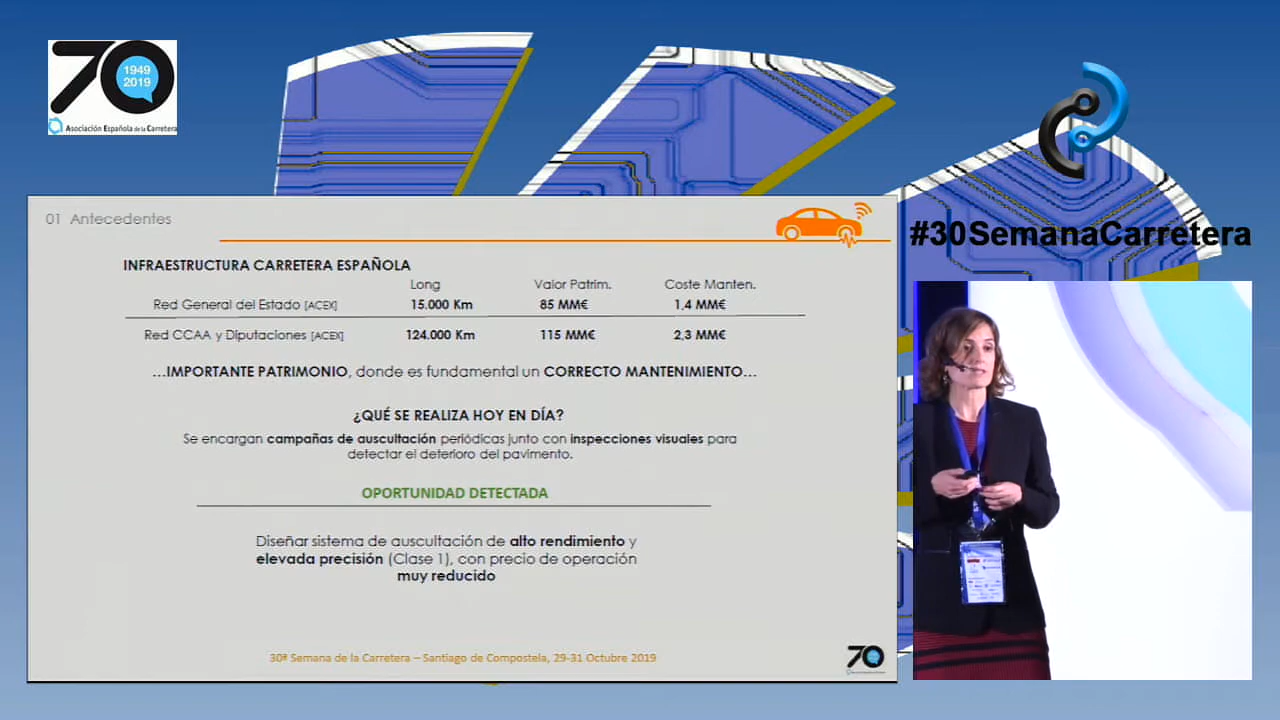 70
1949
2019
Asociación Española de la Carretera
#30SemanaCarretera
01 Antecedentes
INFRAESTRUCTURA CARRETERA ESPAÑOLA
Long Valor Patrim. Coste Manten.
Red General del Estado [ACEX] 15.000 Km 85 MM€ 1,4 MM€
Red CCAA y Diputaciones [ACEX] 124.000 Km 115 MM€ 2,3 MM€
...IMPORTANTE PATRIMONIO, donde es fundamental un CORRECTO MANTENIMIENTO...
¿QUÉ SE REALIZA HOY EN DÍA?
Se encargan campañas de auscultación periódicas junto con inspecciones visuales para
detectar el deterioro del pavimento.
OPORTUNIDAD DETECTADA
Diseñar sistema de auscultación de alto rendimiento y
elevada precisión (Clase 1), con precio de operación
muy reducido
30ª Semana de la Carretera – Santiago de Compostela, 29-31 Octubre 2019
70